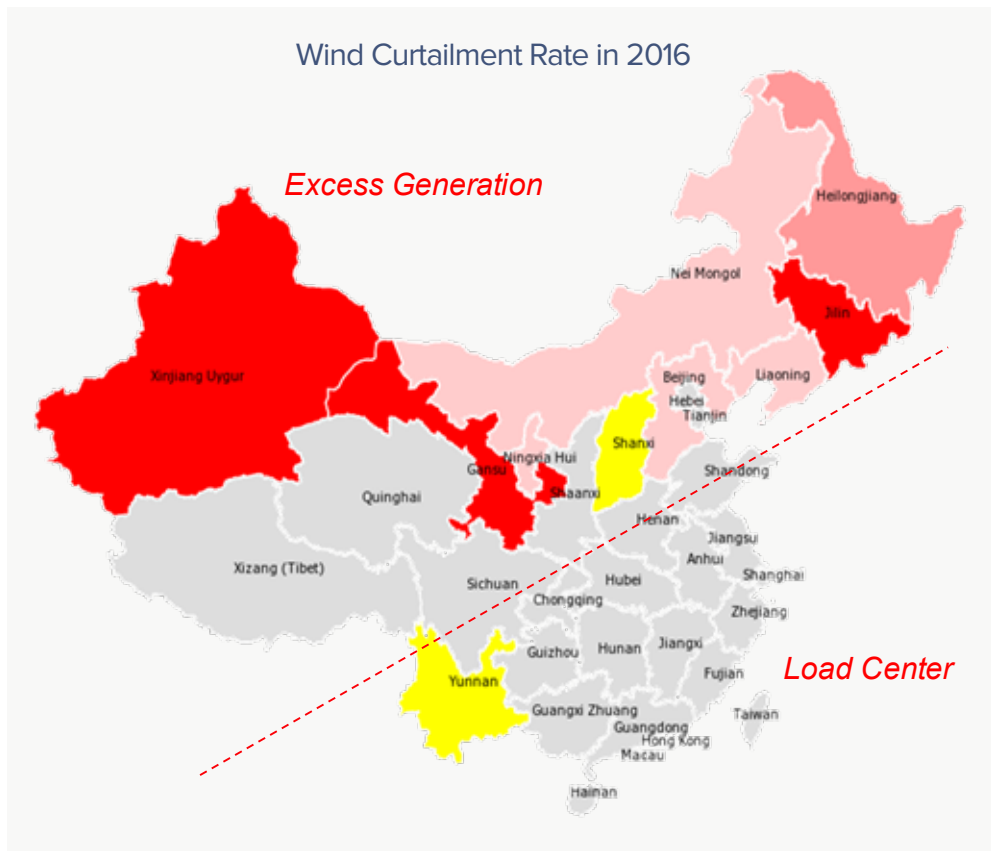 Wind Curtailment Rate in 2016
Excess Generation
Heilongjiang
Nei Mongol
Jilin
Xinjiang Uygur
Beijing
Liaoning
Hebei
Tianjin
Shanxi
Ningxia Hui
Gansu
Shandong
Quinghai
Shaanxi
Henan
Jiangsu
Anhui
Xizang (Tibet)
Shanghai
Sichuan
Hubei
Chongqing
Zhejiang
Jiangxi
Hunan
Guizhou
Load Center
Fujian
Yunnan
Guangxi Zhuang
Taiwan
Guangdong
Hong Kong
Macau
Hainan